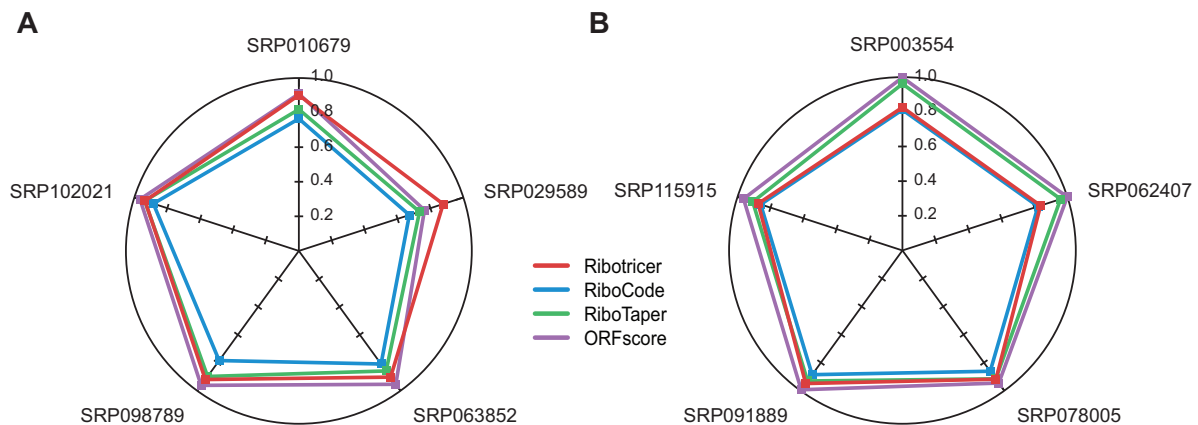 A
SRP010679
1.0
0.8
0.6
0.4
0.2
SRP029589
SRP102021
SRP098789
SRP063852
Ribotricer
RiboCode
RiboTaper
ORFscore
B
SRP003554
1.0
0.8
0.6
0.4
0.2
SRP115915
SRP062407
SRP091889
SRP078005